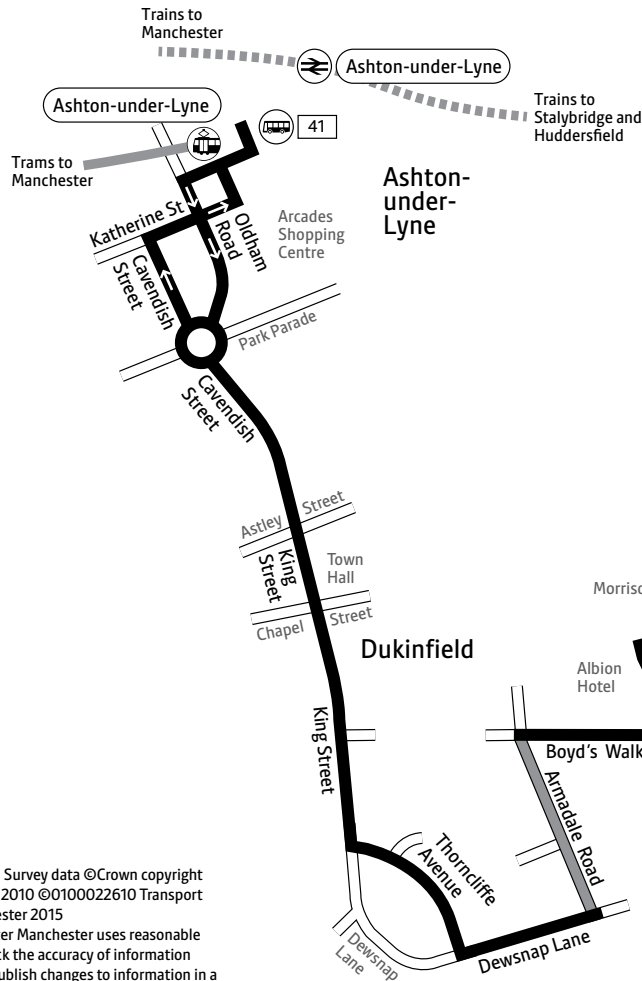 Trains to
Manchester
Ashton-under-Lyne
Trains to
Stalybridge and
Huddersfield
Ashton-under-Lyne
41
Trams to
Manchester
Ashton-
under-
Lyne
Katherine St
Oldham
Road
Arcades
Shopping
Centre
Cavendish
Street
Park Parade
Cavendish
Street
Astley Street
King
Street
Town
Hall
Chapel Street
Dukinfield
Albion
Hotel
King Street
Boyd's Walk
Armadale Road
Thorncliffe
Avenue
Dewsnap
Lane
Dewsnap Lane
Survey data ©Crown copyright
2010 ©0100022610 Transport
2015
Manchester uses reasonable
the accuracy of information
changes to information in a